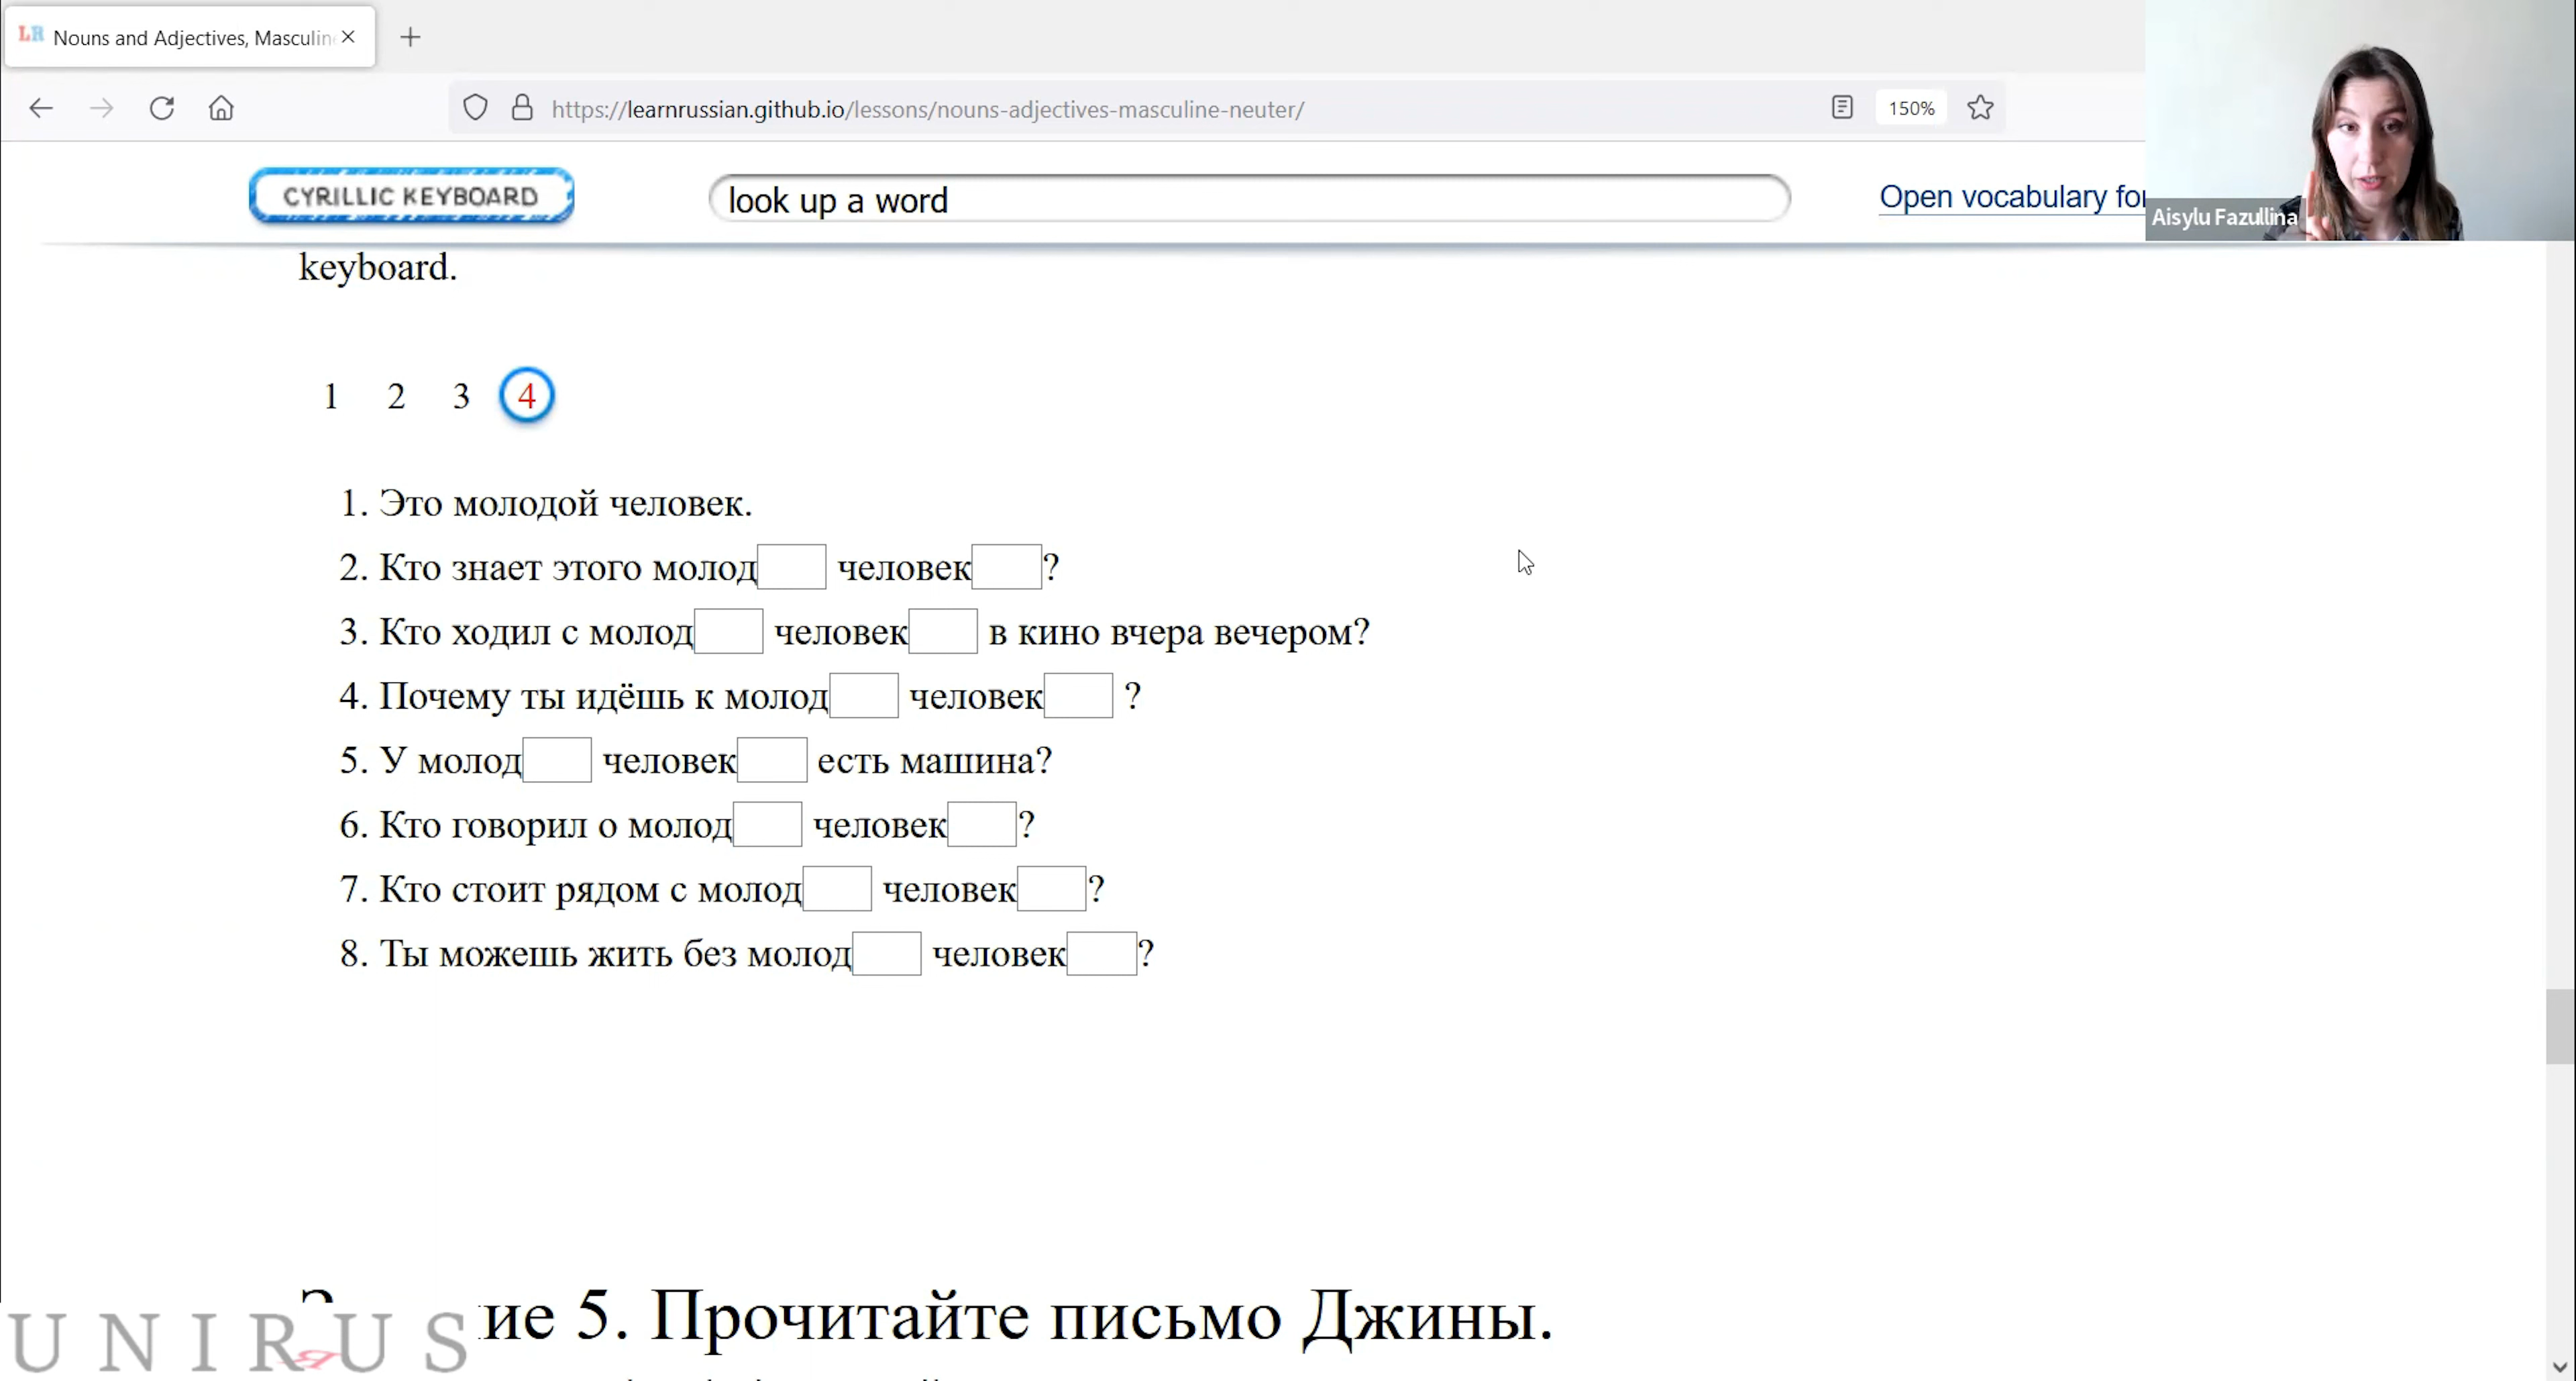 LR Nouns and Adjectives, Masculin
https://learnrussian.github.io/lessons/nouns-adjectives-masculine-neuter/
150%
CYRILLIC KEYBOARD
look up a word
Open vocabulary for
Aisylu Fazullina
keyboard.
1 2 3 4
1. Это молодой человек.
2. Кто знает этого молод человек?
3. Кто ходил с молод человек в кино вчера вечером?
4. Почему ты идёшь к молод человек ?
5. У молод человек есть машина?
6. Кто говорил о молод человек?
7. Кто стоит рядом с молод человек?
8. Ты можешь жить без молод человек?
ие 5. Прочитайте письмо Джины.
UNIRUS